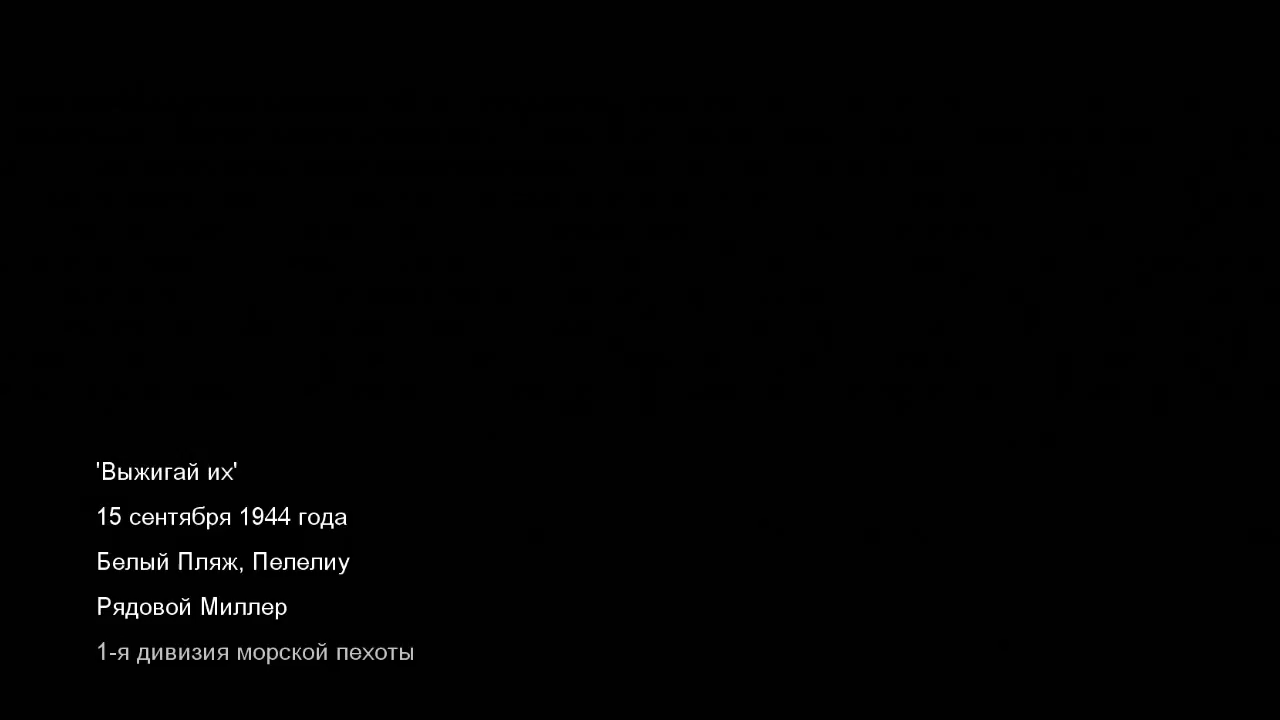 'Выжигай их'
15 сентября 1944 года
Белый Пляж, Пелелиу
Рядовой Миллер
1-я дивизия морской пехоты